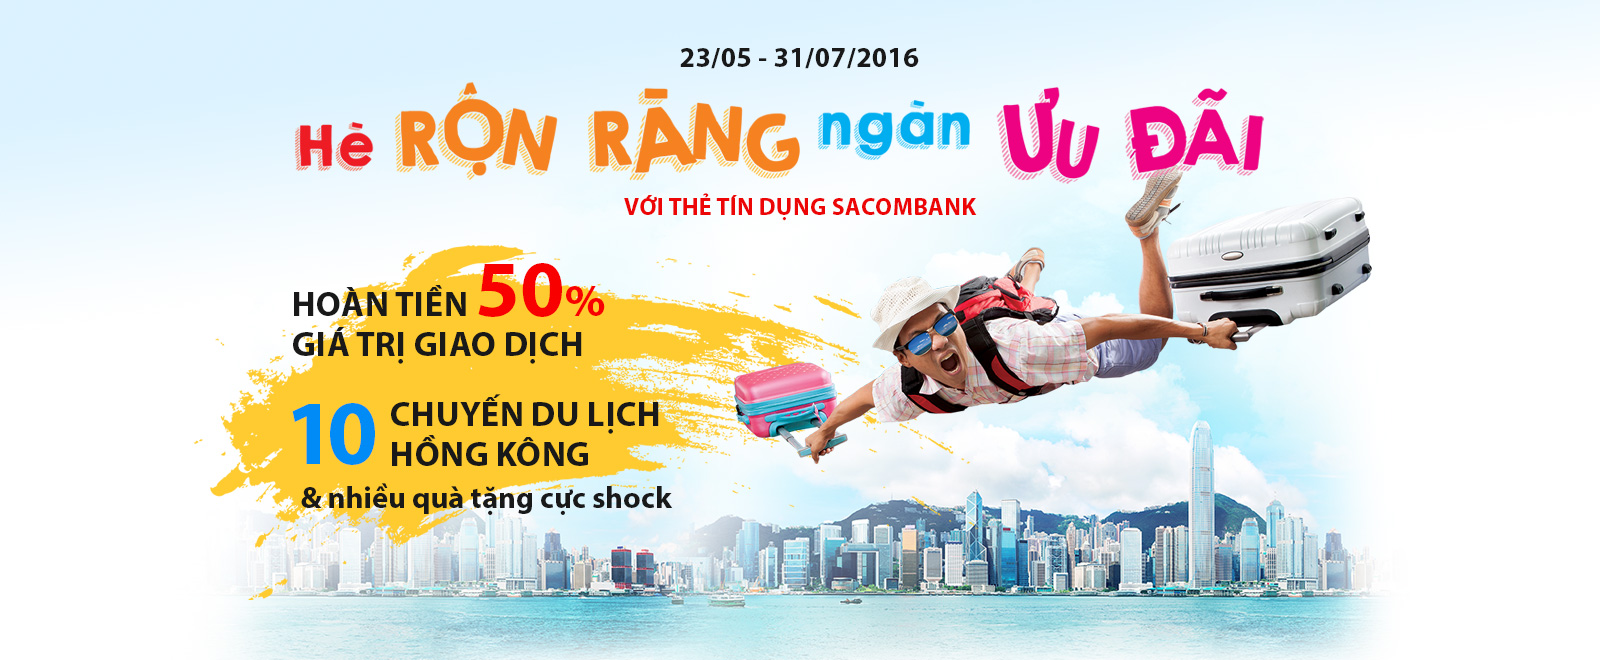 23/05 - 31/07/2016
Hè RỘN RÀNG ngàn ƯU ĐÃI
VỚI THẺ TÍN DỤNG SACOMBANK
HOÀN TIỀN 50%
GIÁ TRỊ GIAO DỊCH
10 CHUYẾN DU LỊCH
HỒNG KÔNG
& nhiều quà tặng cực shock